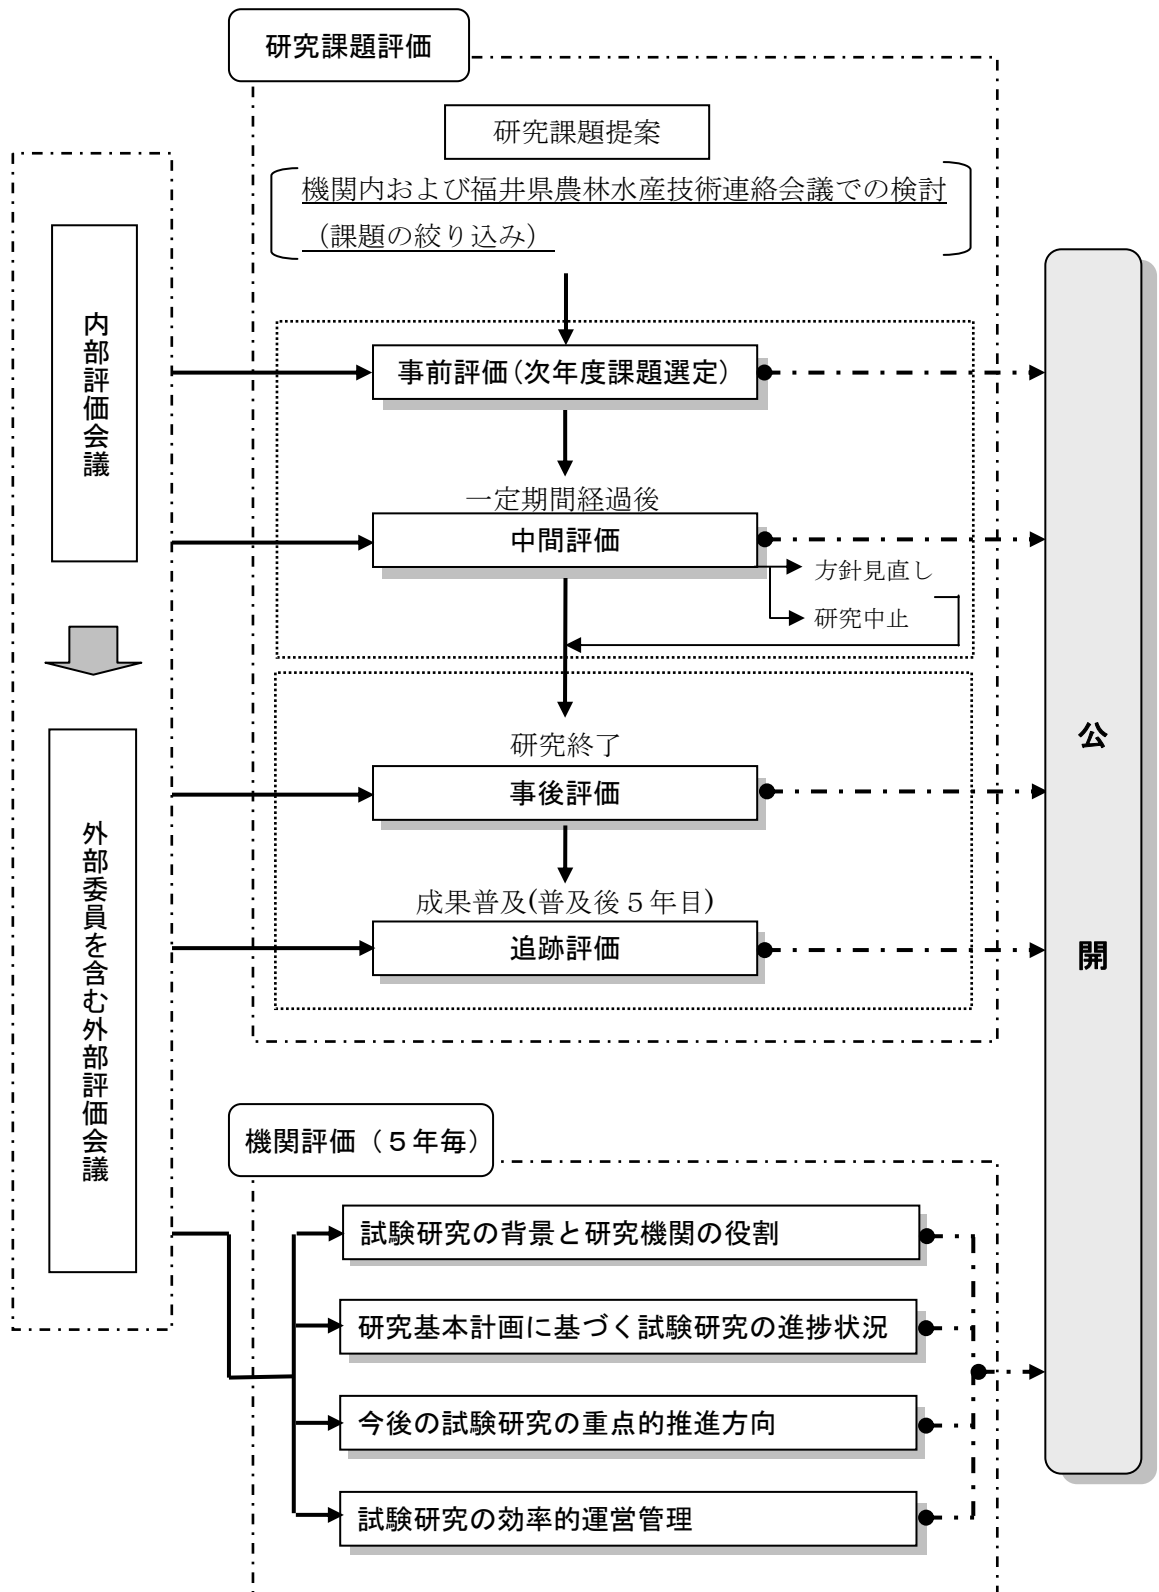 研究課題評価
研究課題提案
機関内および福井県農林水産技術連絡会議での検討
（課題の絞り込み）
内部評価会議
事前評価(次年度課題選定)
一定期間経過後
中間評価
方針見直し
研究中止
研究終了
事後評価
成果普及(普及後５年目)
追跡評価
外部委員を含む外部評価会議
公開
機関評価（５年毎）
試験研究の背景と研究機関の役割
研究基本計画に基づく試験研究の進捗状況
今後の試験研究の重点的推進方向
試験研究の効率的運営管理